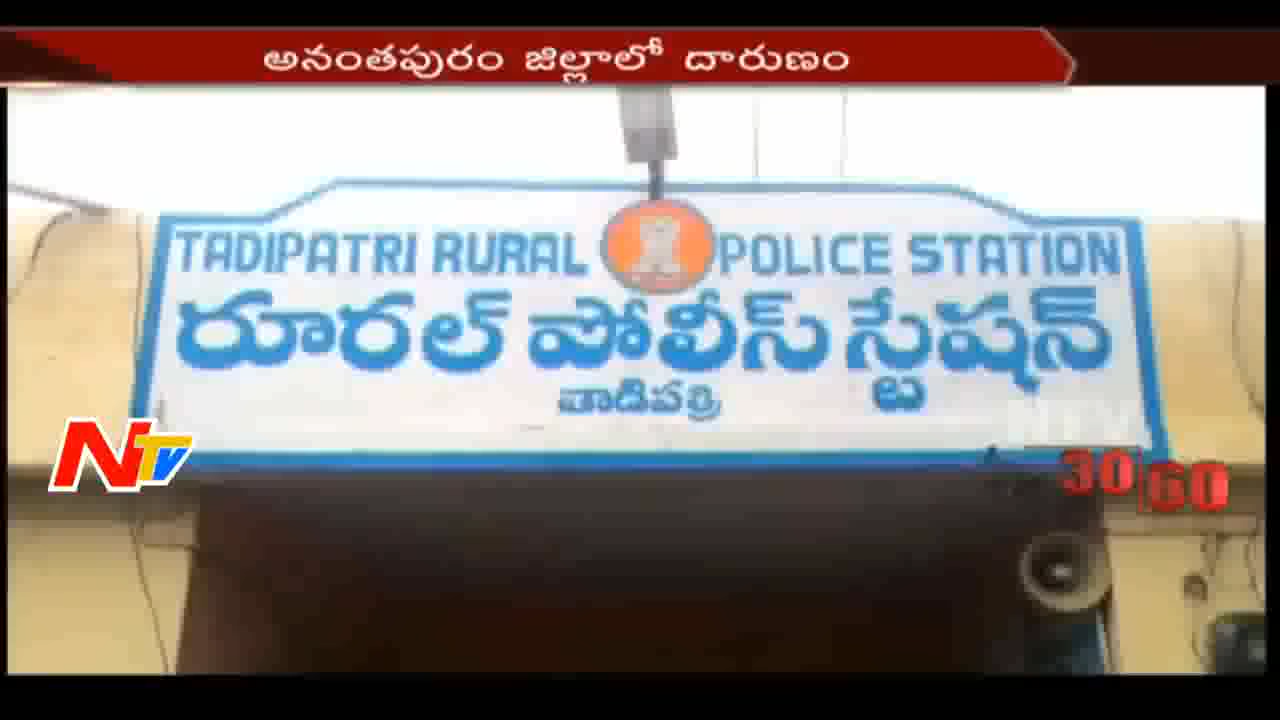 అనంతపురం జిల్లాలో దారుణం
TADIPATRI RURAL POLICE STATION
రూరల్ పోలీస్ స్టేషన్
తాడిపత్రి
NTV
30 60